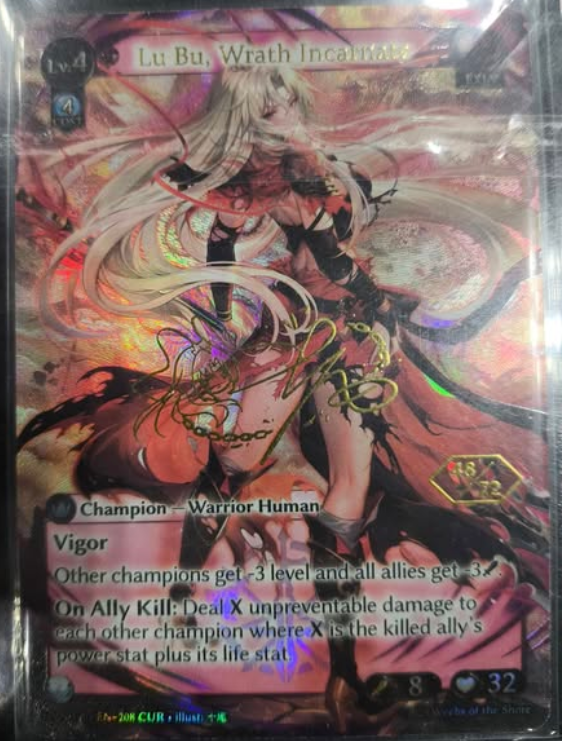 Lv.4
Lu Bu, Wrath Incarnate
4
COST
18/72
Champion — Warrior Human
Vigor
Other champions get -3 level and all allies get -3
On Ally Kill: Deal X unpreventable damage to
each other champion where X is the killed ally's
power stat plus its life stat.
8 32
208 CUR • illust: